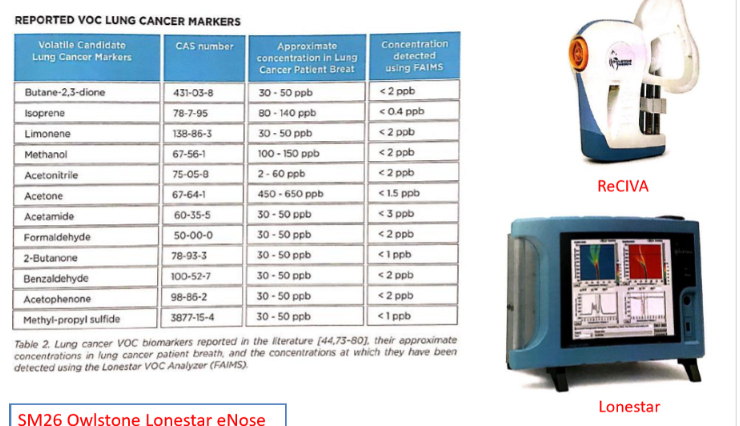 REPORTED VOC LUNG CANCER MARKERS
Volatile Candidate Lung Cancer Markers CAS number Approximate concentration in Lung Cancer Patient Breat Concentration detected using FAIMS
Butane-2,3-dione 431-03-8 30 - 50 ppb < 2 ppb
Isoprene 78-7-95 80 - 140 ppb < 0.4 ppb
Limonene 138-86-3 30 - 50 ppb < 2 ppb
Methanol 67-56-1 100 - 150 ppb < 2 ppb
Acetonitrile 75-05-8 2 - 60 ppb < 2 ppb
Acetone 67-64-1 450 - 650 ppb < 1.5 ppb
Acetamide 60-35-5 30 - 50 ppb < 3 ppb
Formaldehyde 50-00-0 30 - 50 ppb < 2 ppb
2-Butanone 78-93-3 30 - 50 ppb < 1 ppb
Benzaldehyde 100-52-7 30 - 50 ppb < 2 ppb
Acetophenone 98-86-2 30 - 50 ppb < 2 ppb
Methyl-propyl sulfide 3877-15-4 30 - 50 ppb < 1 ppb
Table 2. Lung cancer VOC biomarkers reported in the literature [44,73-80], their approximate
concentrations in lung cancer patient breath, and the concentrations at which they have been
detected using the Lonestar VOC Analyzer (FAIMS).
SM26 Owlstone Lonestar eNose
ReCIVA
Lonestar